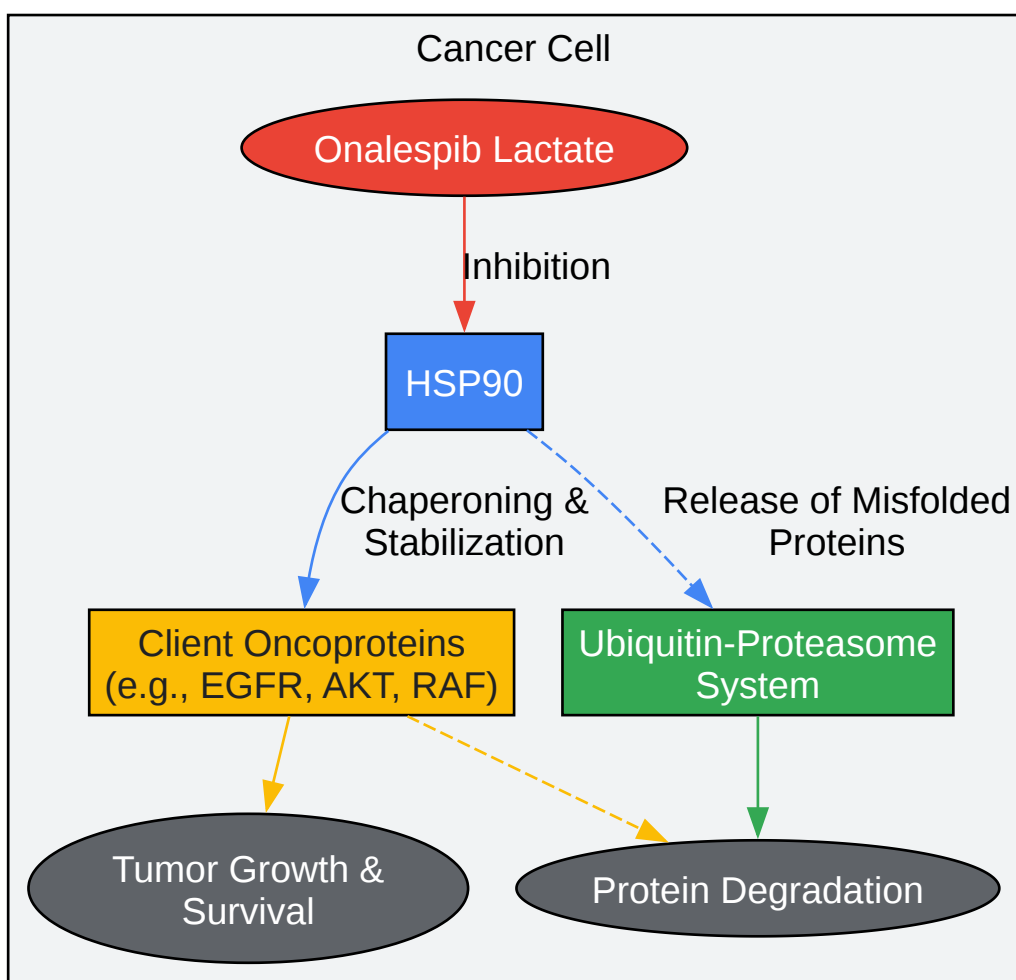 Cancer Cell
Onalespib Lactate
Inhibition
HSP90
Chaperoning &
Stabilization
Release of Misfolded
Proteins
Client Oncoproteins
(e.g., EGFR, AKT, RAF)
Ubiquitin-Proteasome
System
Tumor Growth &
Survival
Protein Degradation